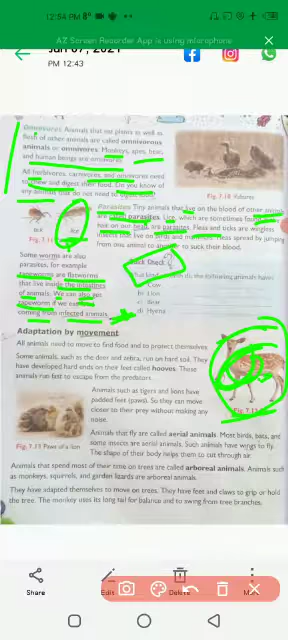 12:54 PM
AZ Screen Recorder App is using microphone.
Jun 07, 2021
PM 12:43
Omnivores Animals that eat plants as well as
flesh of other animals are called omnivorous
animals or omnivores. Monkeys, apes, bear,
and human beings are omnivores.
All herbivores, carnivores, and omnivores need
to chew and digest their food. Do you know of
any animals that do not need to
Fig. 7.10 Vultures
Parasites Tiny animals that live on the blood of other animals
are called parasites. Lice, which are sometimes found in the
hair on our head, are parasites. Fleas and ticks are wingless
insects that live on birds and mammals. Fleas spread by jumping
from one animal to another to suck their blood.
tick
flea
Fig. 7.11
Some worms are also
parasites, for example
tapeworms are flatworms
that live inside the intestines
of animals. We can also get
tapeworm if we eat
coming from infected animals.
Quick Check
What kind of do the following animals have?
Cow
b) Lion
c) Bear
d) Hyena
Adaptation by movement
All animals need to move to find food and to protect themselves.
Some animals, such as the deer and zebra, run on hard soil. They
have developed hard ends on their feet called hooves. These
animals run fast to escape from the predators.
Fig. 7.12
Animals such as tigers and lions have
padded feet (paws). So they can move
closer to their prey without making any
noise.
Animals that fly are called aerial animals. Most birds, bats, and
some insects are aerial animals. Such animals have wings to fly.
The shape of their body helps them to cut through air.
Fig. 7.13 Paws of a lion
Animals that spend most of their time on trees are called arboreal animals. Animals such
as monkeys, squirrels, and garden lizards are arboreal animals.
They have adapted themselves to move on trees. They have feet and claws to grip or hold
the tree. The monkey uses its long tail for balance and to swing from tree branches.
Share
Edit
Delete
More